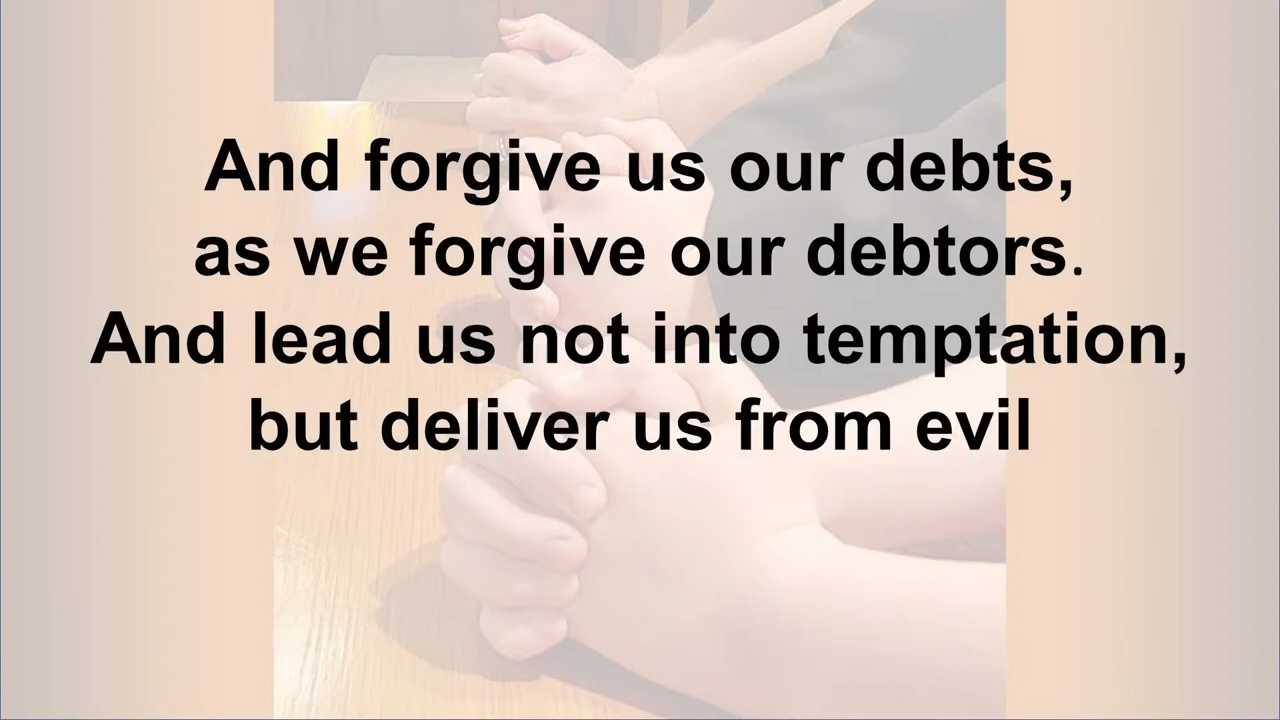 And forgive us our debts,
as we forgive our debtors.
And lead us not into temptation,
but deliver us from evil